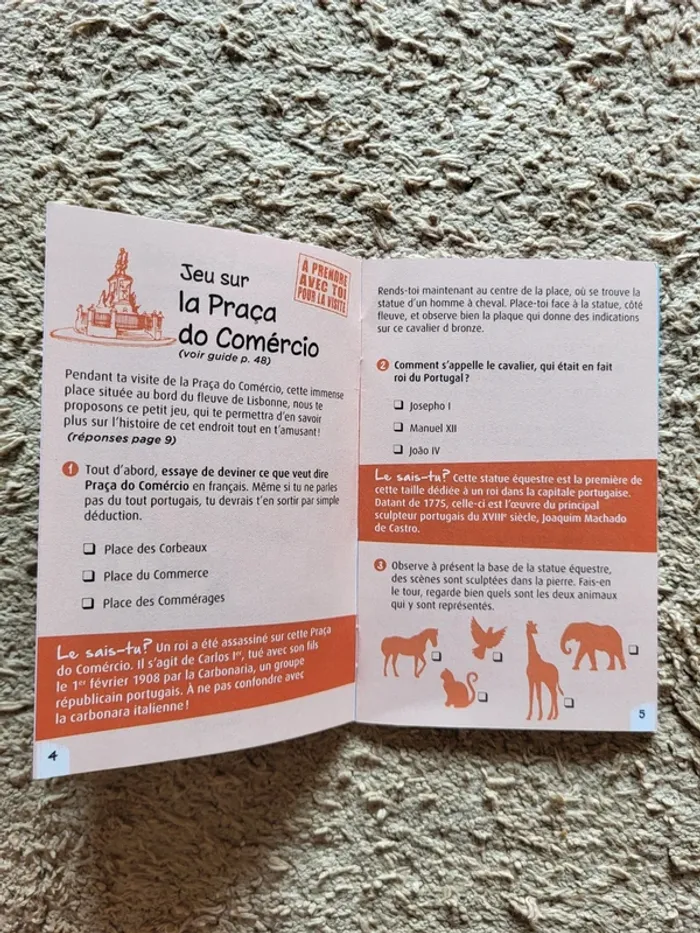 Jeu sur
la Praça
do Comércio
(voir guide p. 48)
À PRENDRE
AVEC TOI
POUR LA VISITE
Pendant ta visite de la Praça do Comércio, cette immense
place située au bord du fleuve de Lisbonne, nous te
proposons ce petit jeu, qui te permettra d'en savoir
plus sur l'histoire de cet endroit tout en t'amusant !
(réponses page 9)
1 Tout d'abord, essaye de deviner ce que veut dire
Praça do Comércio en français. Même si tu ne parles
pas du tout portugais, tu devrais t'en sortir par simple
déduction.
Place des Corbeaux
Place du Commerce
Place des Commérages
Le sais-tu? Un roi a été assassiné sur cette Praça
do Comércio. Il s'agit de Carlos Ier, tué avec son fils
le 1er février 1908 par la Carbonaria, un groupe
républicain portugais. À ne pas confondre avec
la carbonara italienne !
4
Rends-toi maintenant au centre de la place, où se trouve la
statue d'un homme à cheval. Place-toi face à la statue, côté
fleuve, et observe bien la plaque qui donne des indications
sur ce cavalier d bronze.
2 Comment s'appelle le cavalier, qui était en fait
roi du Portugal ?
Josepho I
Manuel XII
João IV
Le sais-tu? Cette statue équestre est la première de
cette taille dédiée à un roi dans la capitale portugaise.
Datant de 1775, celle-ci est l'œuvre du principal
sculpteur portugais du XVIIIe siècle, Joaquim Machado
de Castro.
3 Observe à présent la base de la statue équestre,
des scènes sont sculptées dans la pierre. Fais-en
le tour, regarde bien quels sont les deux animaux
qui y sont représentés.
5